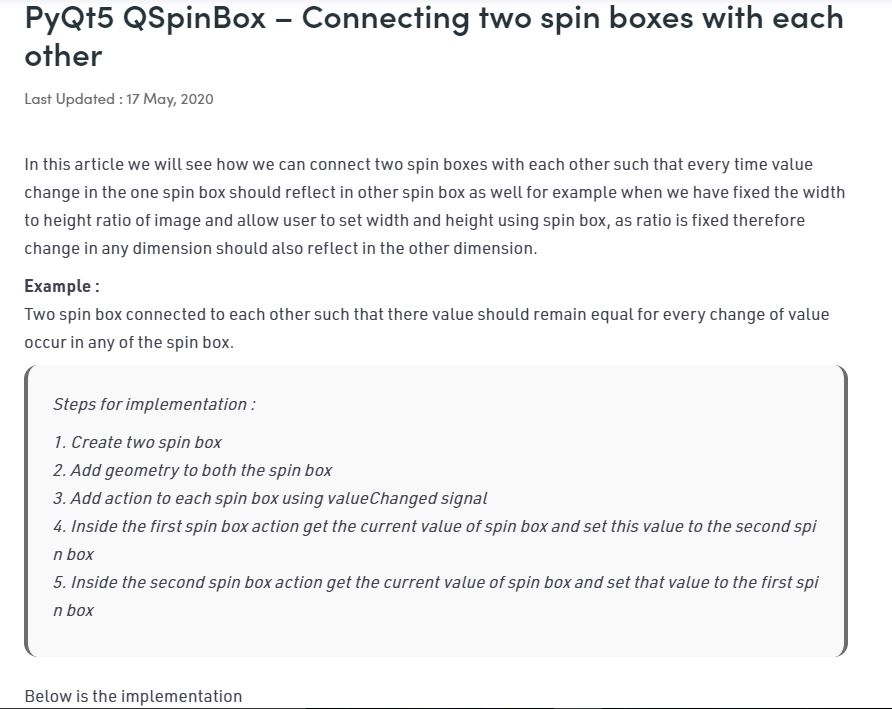 PyQt5 QSpinBox – Connecting two spin boxes with each
other
Last Updated : 17 May, 2020
In this article we will see how we can connect two spin boxes with each other such that every time value
change in the one spin box should reflect in other spin box as well for example when we have fixed the width
to height ratio of image and allow user to set width and height using spin box, as ratio is fixed therefore
change in any dimension should also reflect in the other dimension.
Example :
Two spin box connected to each other such that there value should remain equal for every change of value
occur in any of the spin box.
Steps for implementation :
1. Create two spin box
2. Add geometry to both the spin box
3. Add action to each spin box using valueChanged signal
4. Inside the first spin box action get the current value of spin box and set this value to the second spi
n box
5. Inside the second spin box action get the current value of spin box and set that value to the first spi
n box
Below is the implementation